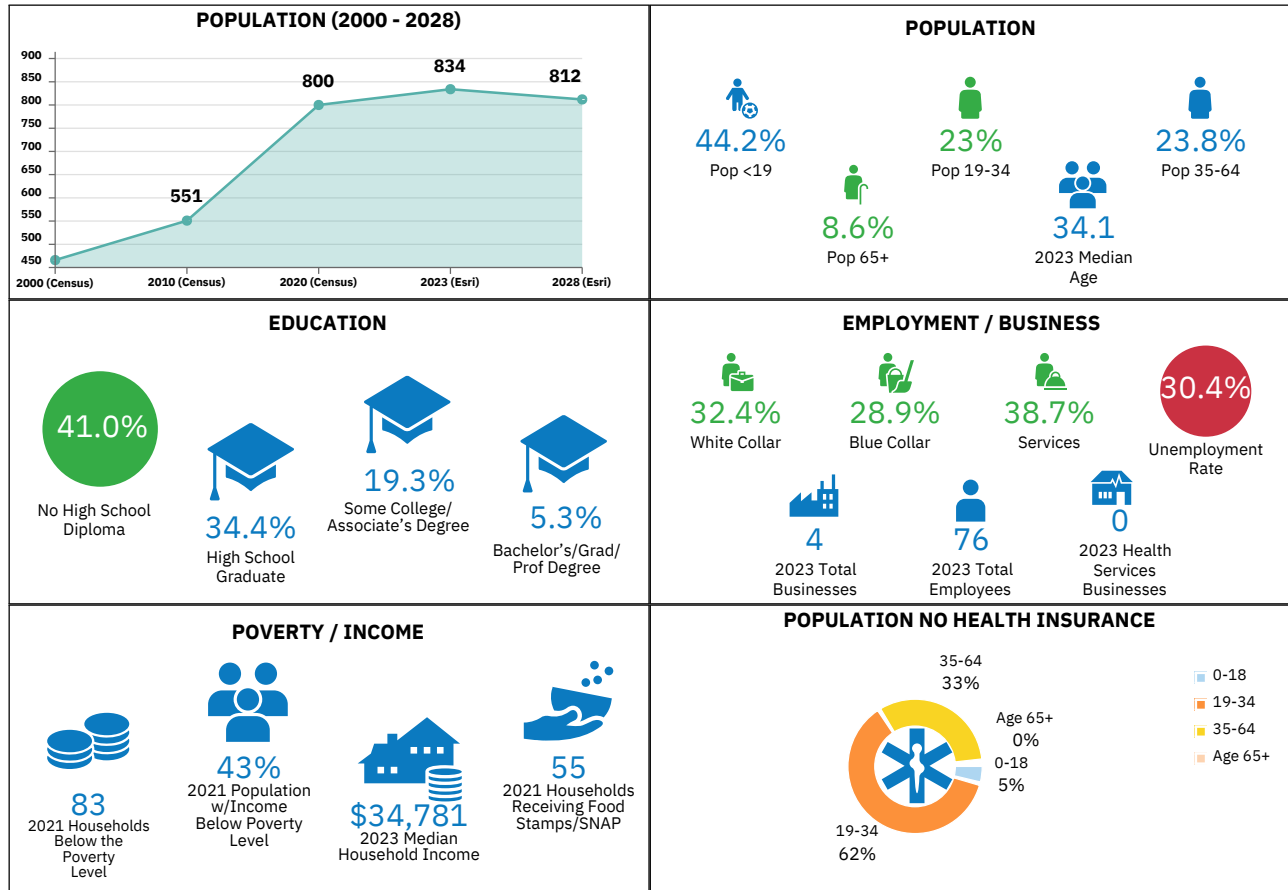 POPULATION (2000 - 2028)
900
850
800
750
700
650
600
550
500
450
551
800
834
812
2000 (Census)
2010 (Census)
2020 (Census)
2023 (Esri)
2028 (Esri)
POPULATION
44.2%
Pop <19
23%
Pop 19-34
23.8%
Pop 35-64
8.6%
Pop 65+
34.1
2023 Median
Age
EDUCATION
41.0%
No High School
Diploma
34.4%
High School
Graduate
19.3%
Some College/
Associate's Degree
5.3%
Bachelor's/Grad/
Prof Degree
EMPLOYMENT / BUSINESS
32.4%
White Collar
28.9%
Blue Collar
38.7%
Services
30.4%
Unemployment
Rate
4
2023 Total
Businesses
76
2023 Total
Employees
0
2023 Health
Services
Businesses
POVERTY / INCOME
83
2021 Households
Below the
Poverty
Level
43%
2021 Population
w/Income
Below Poverty
Level
$34,781
2023 Median
Household Income
55
2021 Households
Receiving Food
Stamps/SNAP
POPULATION NO HEALTH INSURANCE
35-64
33%
Age 65+
0%
0-18
5%
19-34
62%
0-18
19-34
35-64
Age 65+